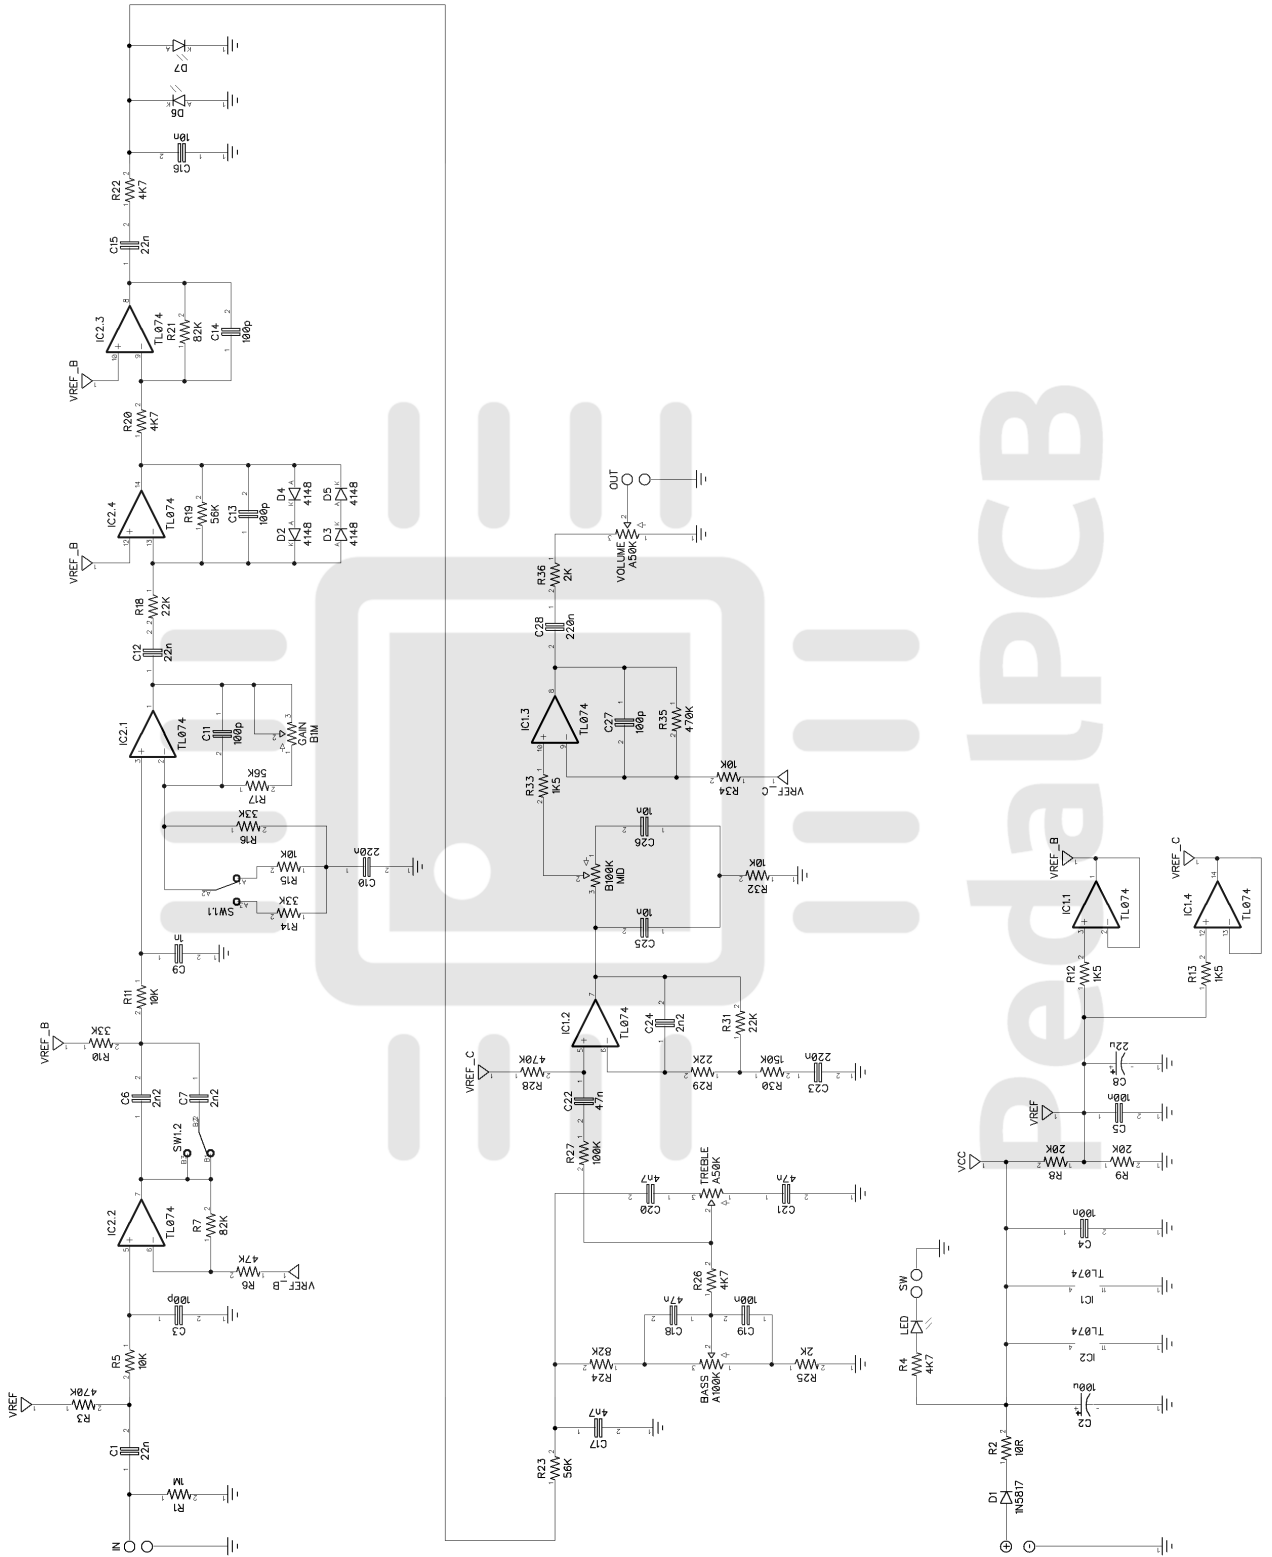 IN
R1
1M
C1
22n
VREF
R3
470K
R5
10K
C3
100p
IC2.2
TL074
R7
82K
R6
47K
VREF_B
SW1.2
C6
2n2
C7
2n2
VREF_B
R10
33K
R11
10K
C9
1n
SW1.1
R14
33K
R15
10K
R16
33K
C10
220n
R17
56K
GAIN
B1M
C11
100p
IC2.1
TL074
C12
22n
R18
22K
VREF_B
IC2.4
TL074
R19
56K
C13
100p
D2
4148
D4
4148
D3
4148
D5
4148
R20
4K7
VREF_B
IC2.3
TL074
R21
82K
C14
100p
C15
22n
R22
4K7
C16
10n
D6
D7
R23
56K
C17
4n7
R24
82K
BASS
A100K
R25
2K
C18
47n
C19
100n
R26
4K7
C20
4n7
TREBLE
A50K
C21
47n
R27
100K
C22
47n
VREF_C
R28
470K
IC1.2
TL074
C24
2n2
R29
22K
R31
22K
R30
150K
C23
220n
C25
10n
B100K
MID
C26
10n
R32
10K
R33
1K5
IC1.3
TL074
C27
100p
R35
470K
R34
10K
VREF_C
C28
220n
R36
2K
VOLUME
A50K
OUT
D1
1N5817
R2
10R
C2
100u
R4
4K7
LED
SW
IC2
TL074
IC1
TL074
C4
100n
VCC
R8
20K
R9
20K
VREF
C5
100n
C8
22u
R12
1K5
IC1.1
TL074
VREF_B
R13
1K5
IC1.4
TL074
VREF_C
PedalPCB